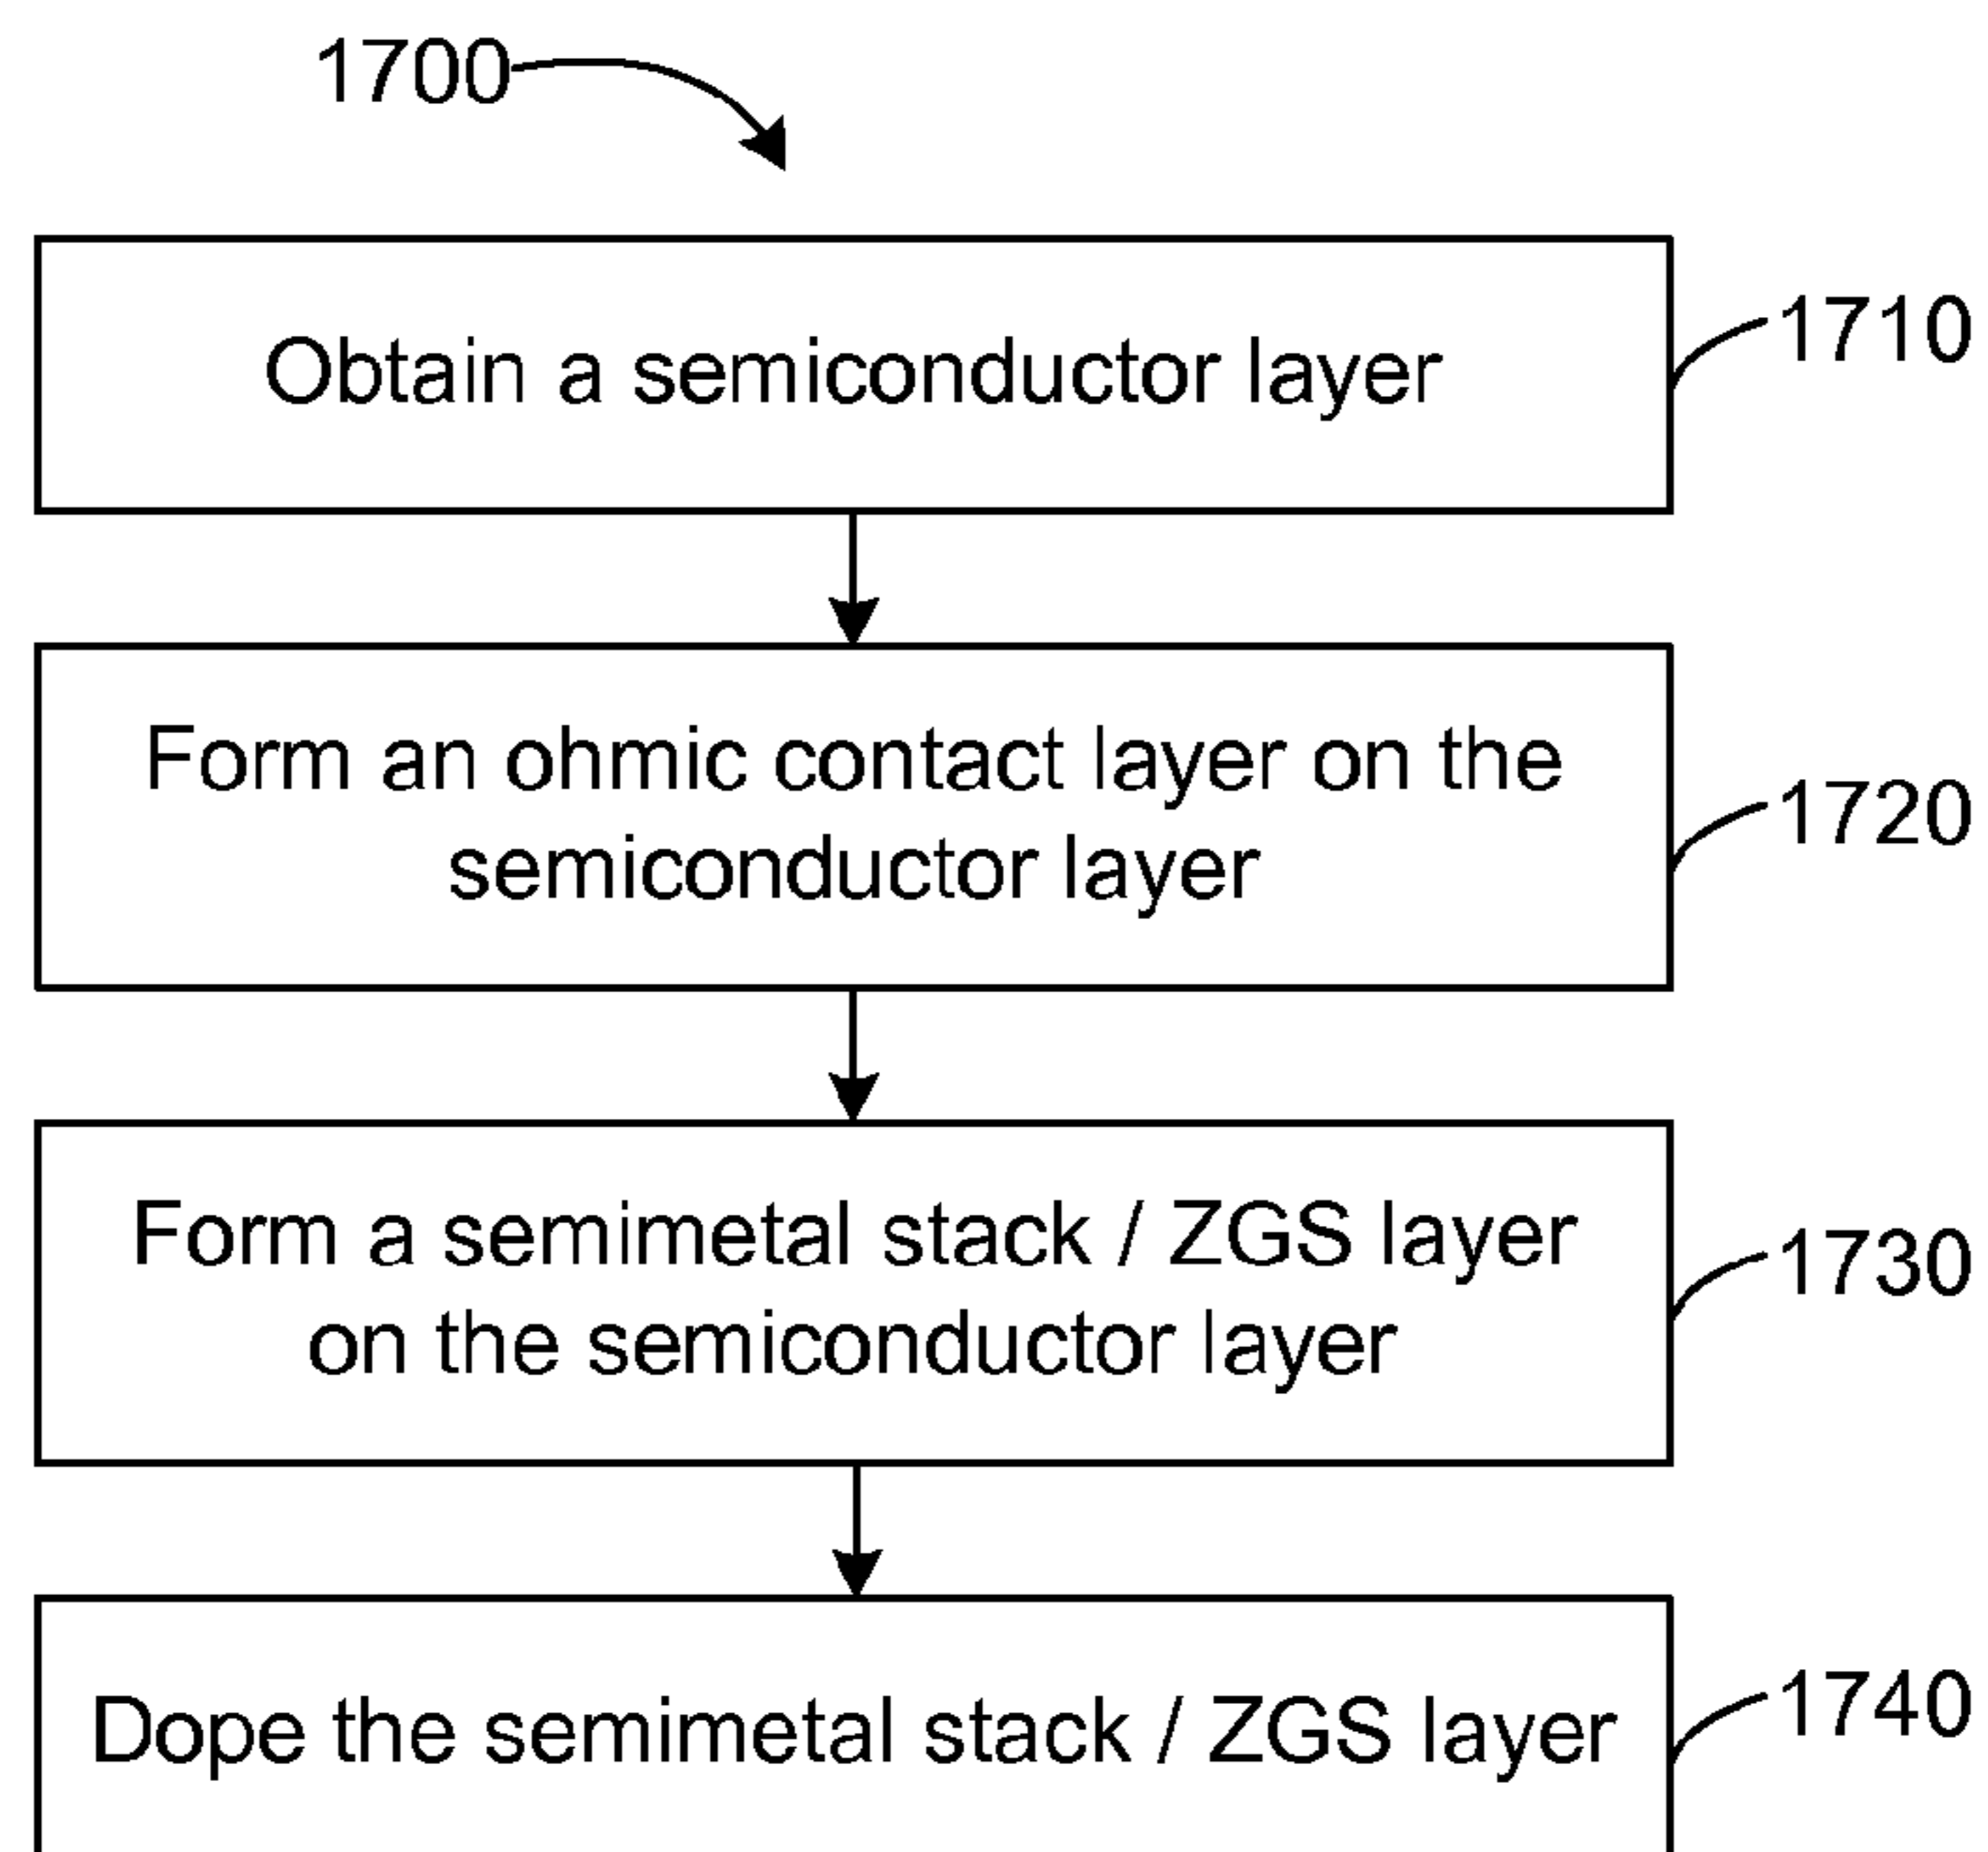 1700
Obtain a semiconductor layer
1710
Form an ohmic contact layer on the
semiconductor layer
1720
Form a semimetal stack / ZGS layer
on the semiconductor layer
1730
Dope the semimetal stack / ZGS layer
1740